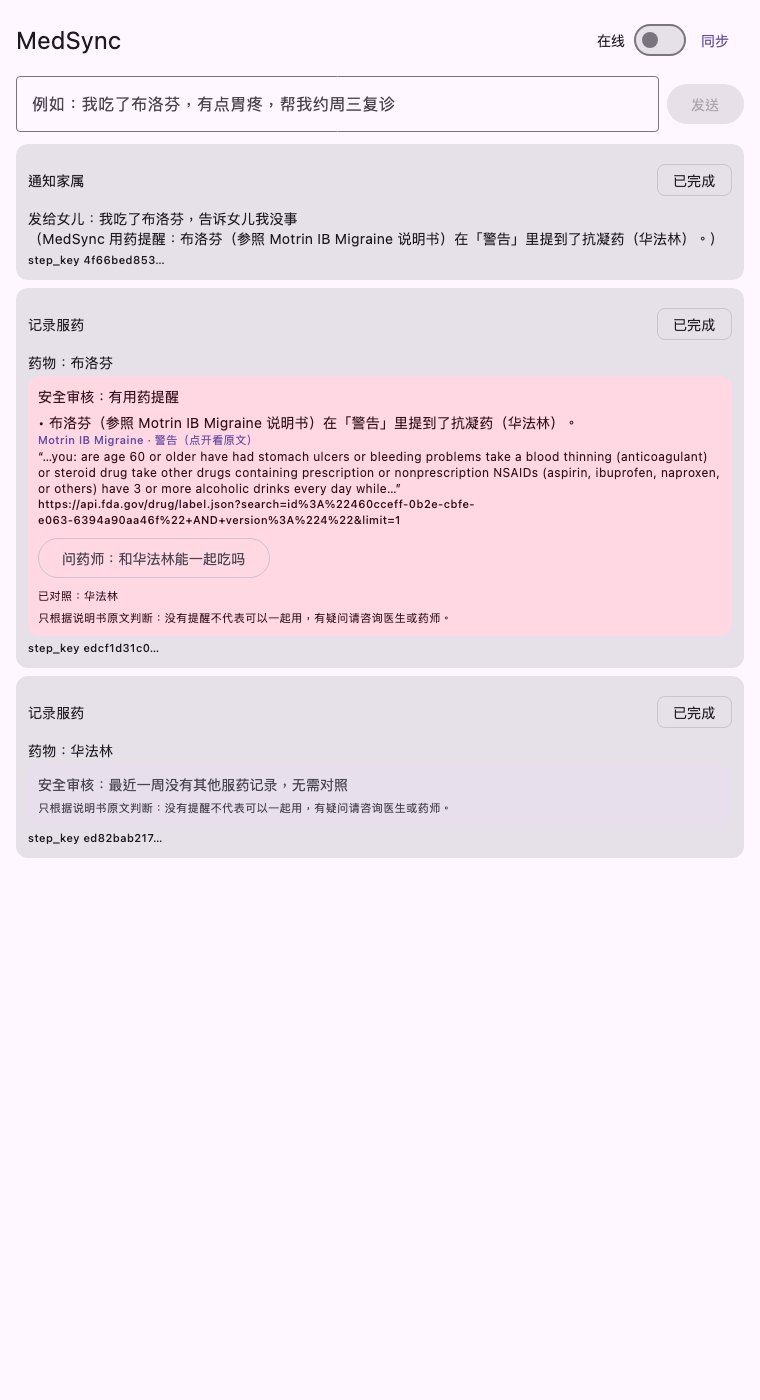 MedSync
在线
同步
例如：我吃了布洛芬，有点胃疼，帮我约周三复诊
发送
通知家属
已完成
发给女儿：我吃了布洛芬，告诉女儿我没事
（MedSync 用药提醒：布洛芬（参照 Motrin IB Migraine 说明书）在「警告」里提到了抗凝药（华法林）。）
step_key 4f66bed853…
记录服药
已完成
药物：布洛芬
安全审核：有用药提醒
• 布洛芬（参照 Motrin IB Migraine 说明书）在「警告」里提到了抗凝药（华法林）。
Motrin IB Migraine · 警告（点开看原文）
“…you: are age 60 or older have had stomach ulcers or bleeding problems take a blood thinning (anticoagulant)
or steroid drug take other drugs containing prescription or nonprescription NSAIDs (aspirin, ibuprofen, naproxen,
or others) have 3 or more alcoholic drinks every day while…”
https://api.fda.gov/drug/label.json?search=id%3A%22460cceff-0b2e-cbfe-
e063-6394a90aa46f%22+AND+version%3A%224%22&limit=1
问药师：和华法林能一起吃吗
已对照：华法林
只根据说明书原文判断：没有提醒不代表可以一起用，有疑问请咨询医生或药师。
step_key edcf1d31c0…
记录服药
已完成
药物：华法林
安全审核：最近一周没有其他服药记录，无需对照
只根据说明书原文判断：没有提醒不代表可以一起用，有疑问请咨询医生或药师。
step_key ed82bab217…